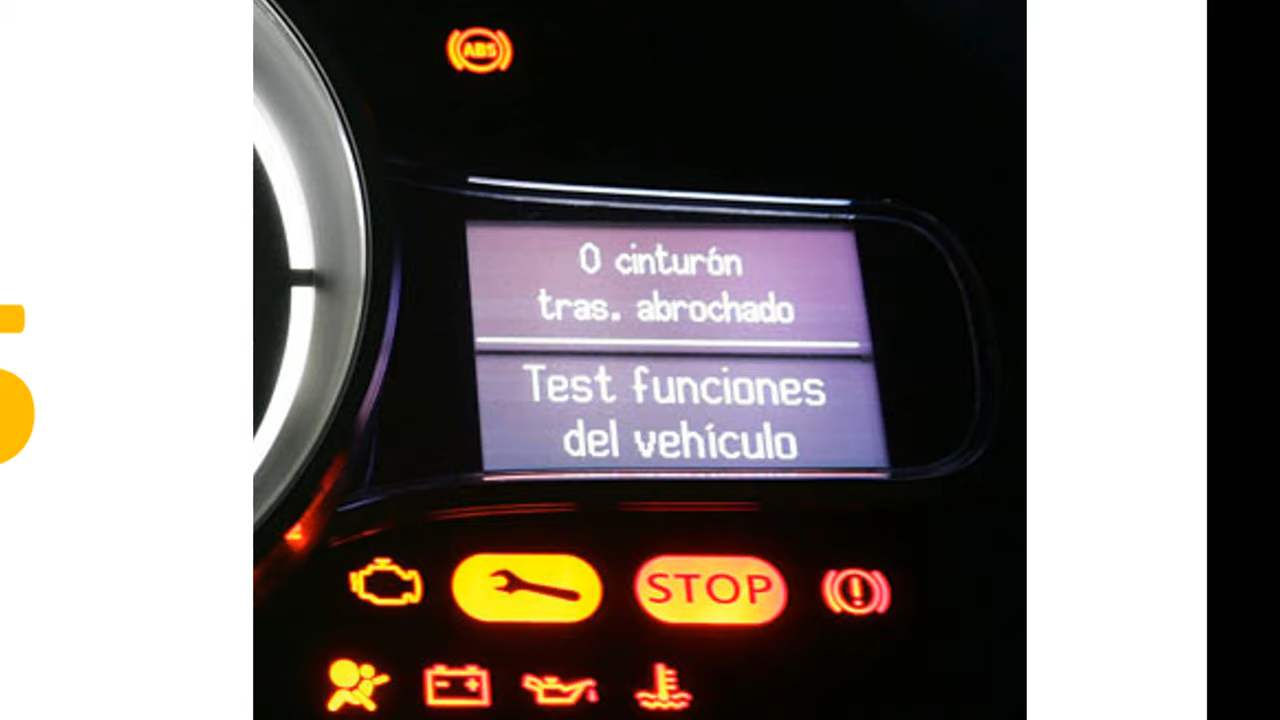 ABS
0 cinturón
tras. abrochado
Test funciones
del vehículo
STOP